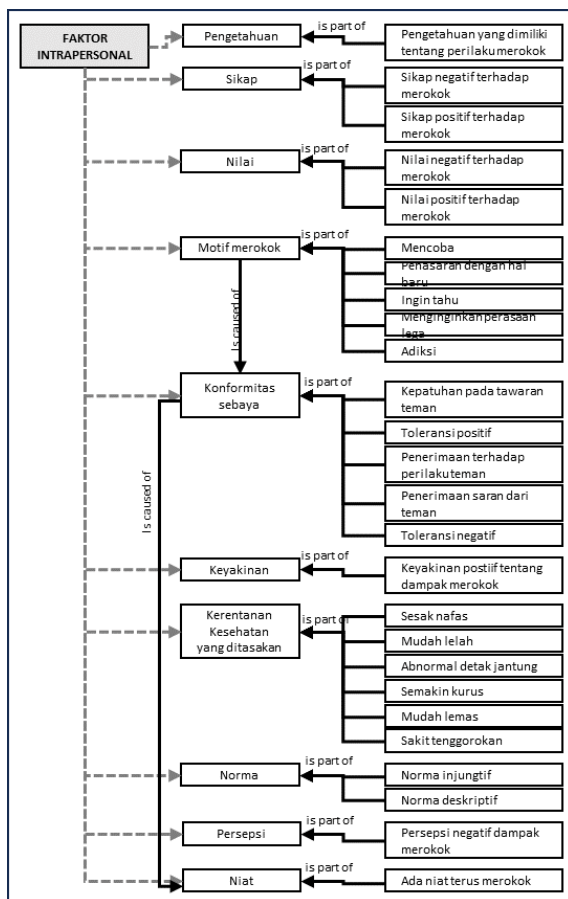 FAKTOR
INTRAPERSONAL
Pengetahuan
is part of
Pengetahuan yang dimiliki
tentang perilaku merokok
Sikap
is part of
Sikap negatif terhadap
merokok
Sikap positif terhadap
merokok
Nilai
is part of
Nilai negatif terhadap
merokok
Nilai positif terhadap
merokok
Motif merokok
is part of
Mencoba
Penasaran dengan hal
baru
Ingin tahu
Menginginkan perasaan
lega
Adiksi
Is caused of
Konformitas
sebaya
is part of
Kepatuhan pada tawaran
teman
Toleransi positif
Penerimaan terhadap
perilaku teman
Penerimaan saran dari
teman
Toleransi negatif
Is caused of
Keyakinan
is part of
Keyakinan postiif tentang
dampak merokok
Kerentanan
Kesehatan
yang ditasakan
is part of
Sesak nafas
Mudah lelah
Abnormal detak jantung
Semakin kurus
Mudah lemas
Sakit tenggorokan
Norma
is part of
Norma injungtif
Norma deskriptif
Persepsi
is part of
Persepsi negatif dampak
merokok
Niat
is part of
Ada niat terus merokok